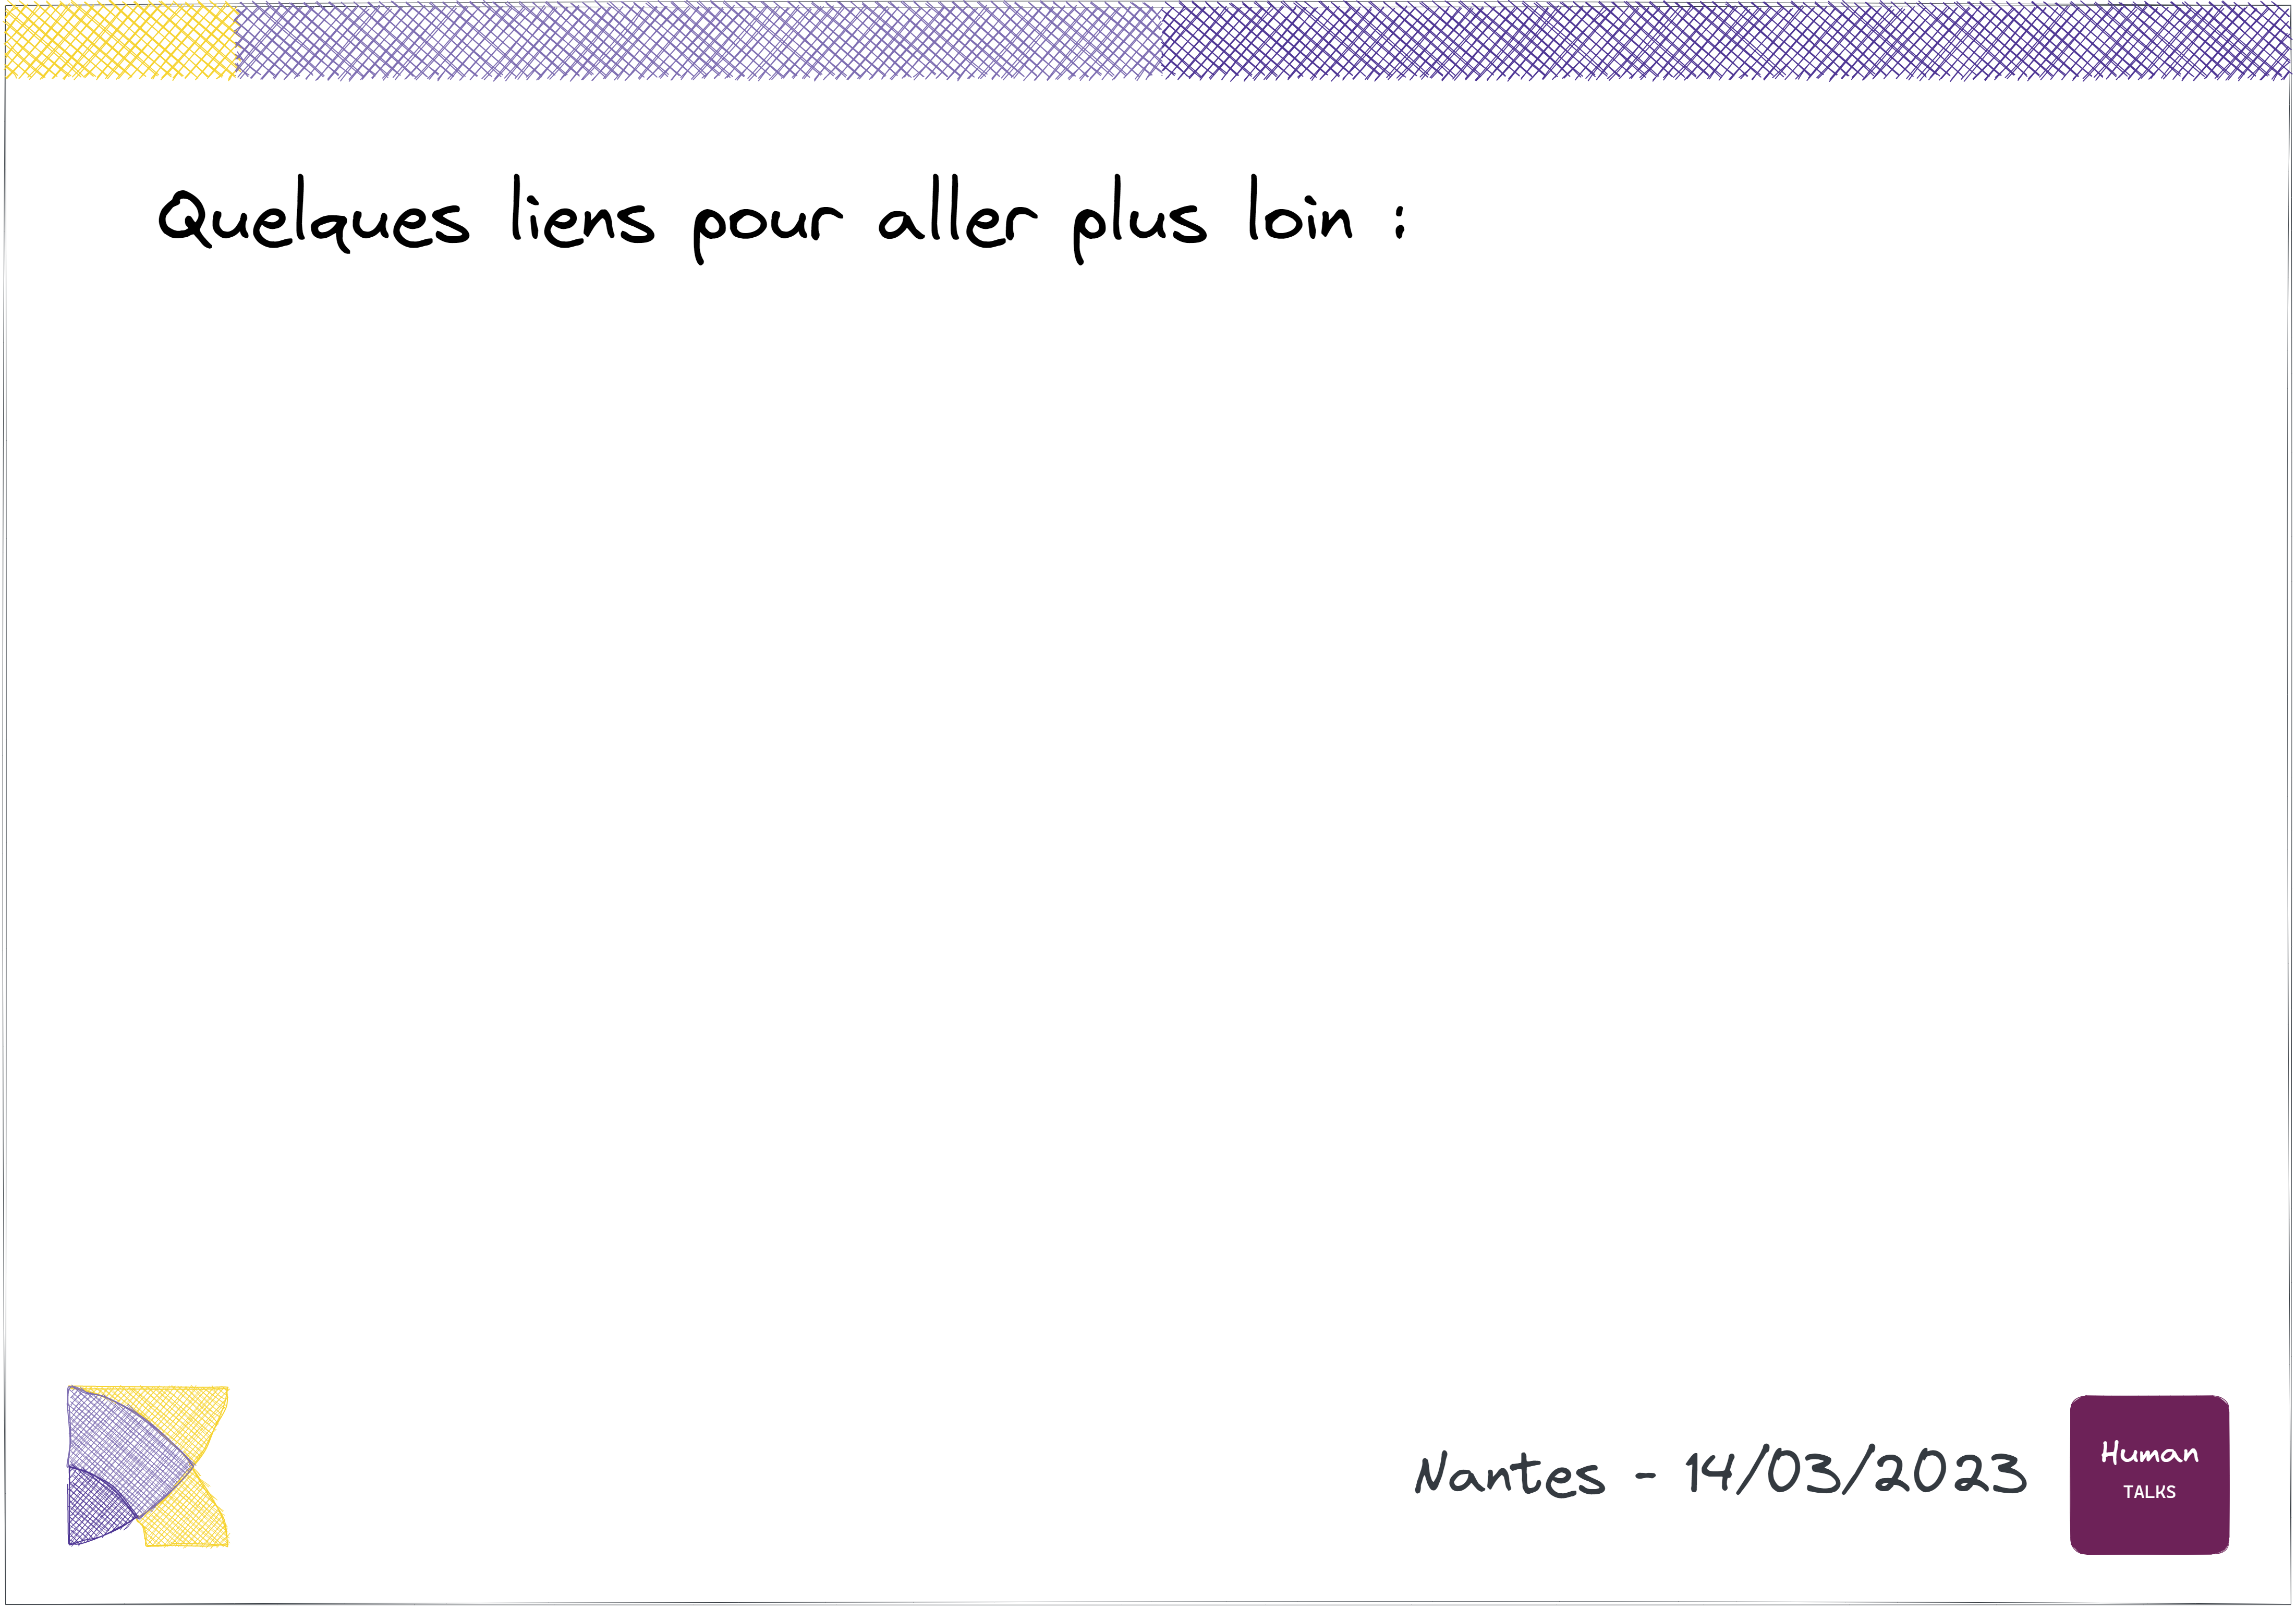 Quelques liens pour aller plus loin :
Nantes - 14/03/2023
Human
TALKS